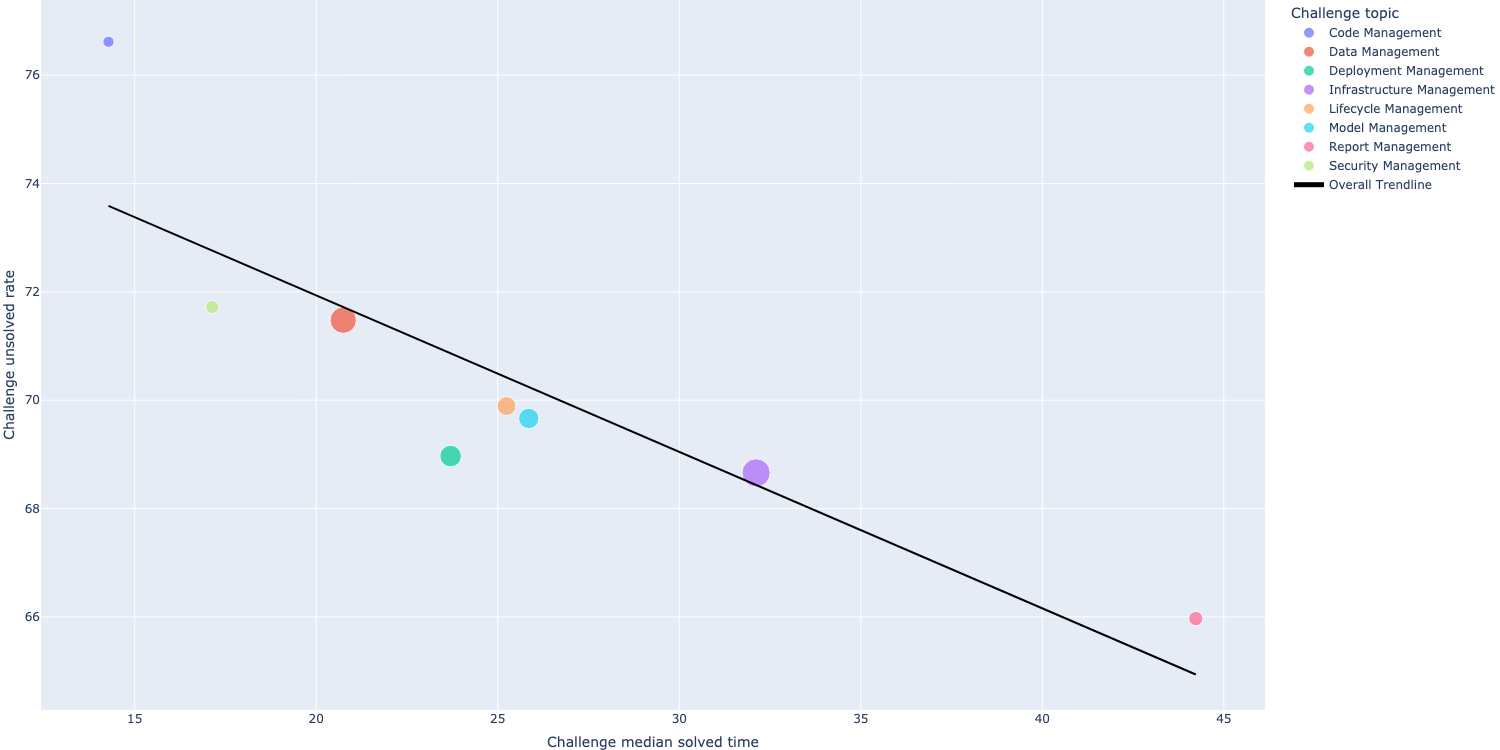 Challenge topic
Code Management
Data Management
Deployment Management
Infrastructure Management
Lifecycle Management
Model Management
Report Management
Security Management
Overall Trendline
Challenge unsolved rate
76
74
72
70
68
66
15 20 25 30 35 40 45
Challenge median solved time